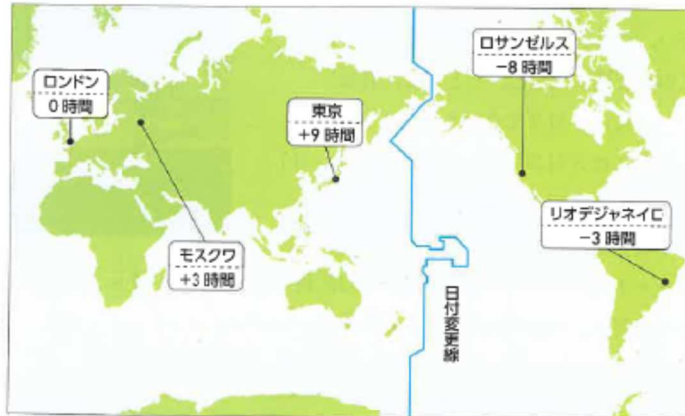 ロンドン
0時間
モスクワ
+3時間
東京
+9時間
日付変更線
ロサンゼルス
−8時間
リオデジャネイロ
−3時間